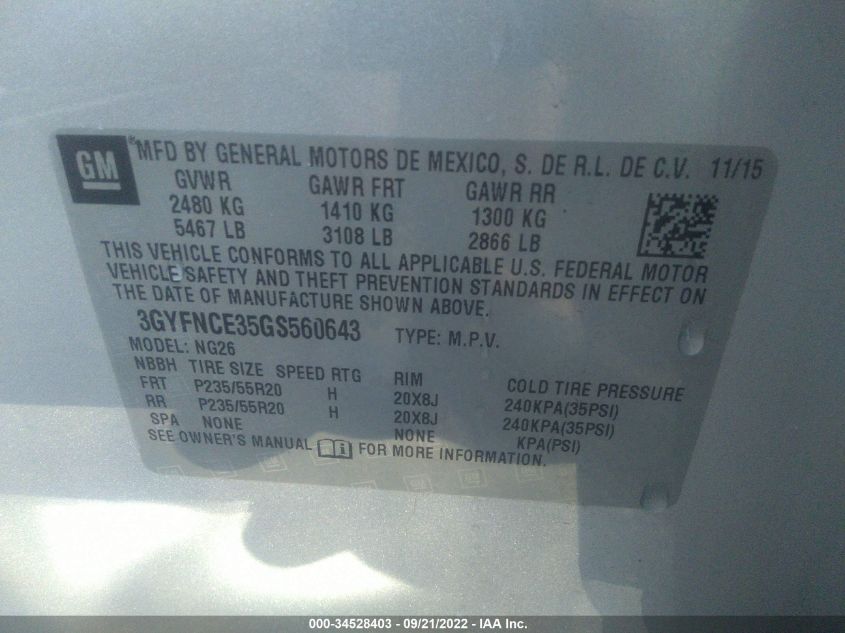 GM ®MFD BY GENERAL MOTORS DE MEXICO, S. DE R.L. DE C.V. 11/15
GVWR GAWR FRT GAWR RR
2480 KG 1410 KG 1300 KG
5467 LB 3108 LB 2866 LB
THIS VEHICLE CONFORMS TO ALL APPLICABLE U.S. FEDERAL MOTOR
VEHICLE SAFETY AND THEFT PREVENTION STANDARDS IN EFFECT ON
THE DATE OF MANUFACTURE SHOWN ABOVE.
3GYFNCE35GS560643 TYPE: M.P.V.
MODEL: NG26
NBBH TIRE SIZE SPEED RTG RIM COLD TIRE PRESSURE
FRT P235/55R20 H 20X8J 240KPA(35PSI)
RR P235/55R20 H 20X8J 240KPA(35PSI)
SPA NONE NONE KPA(PSI)
SEE OWNER'S MANUAL FOR MORE INFORMATION.
000-34528403 - 09/21/2022 - IAA Inc.